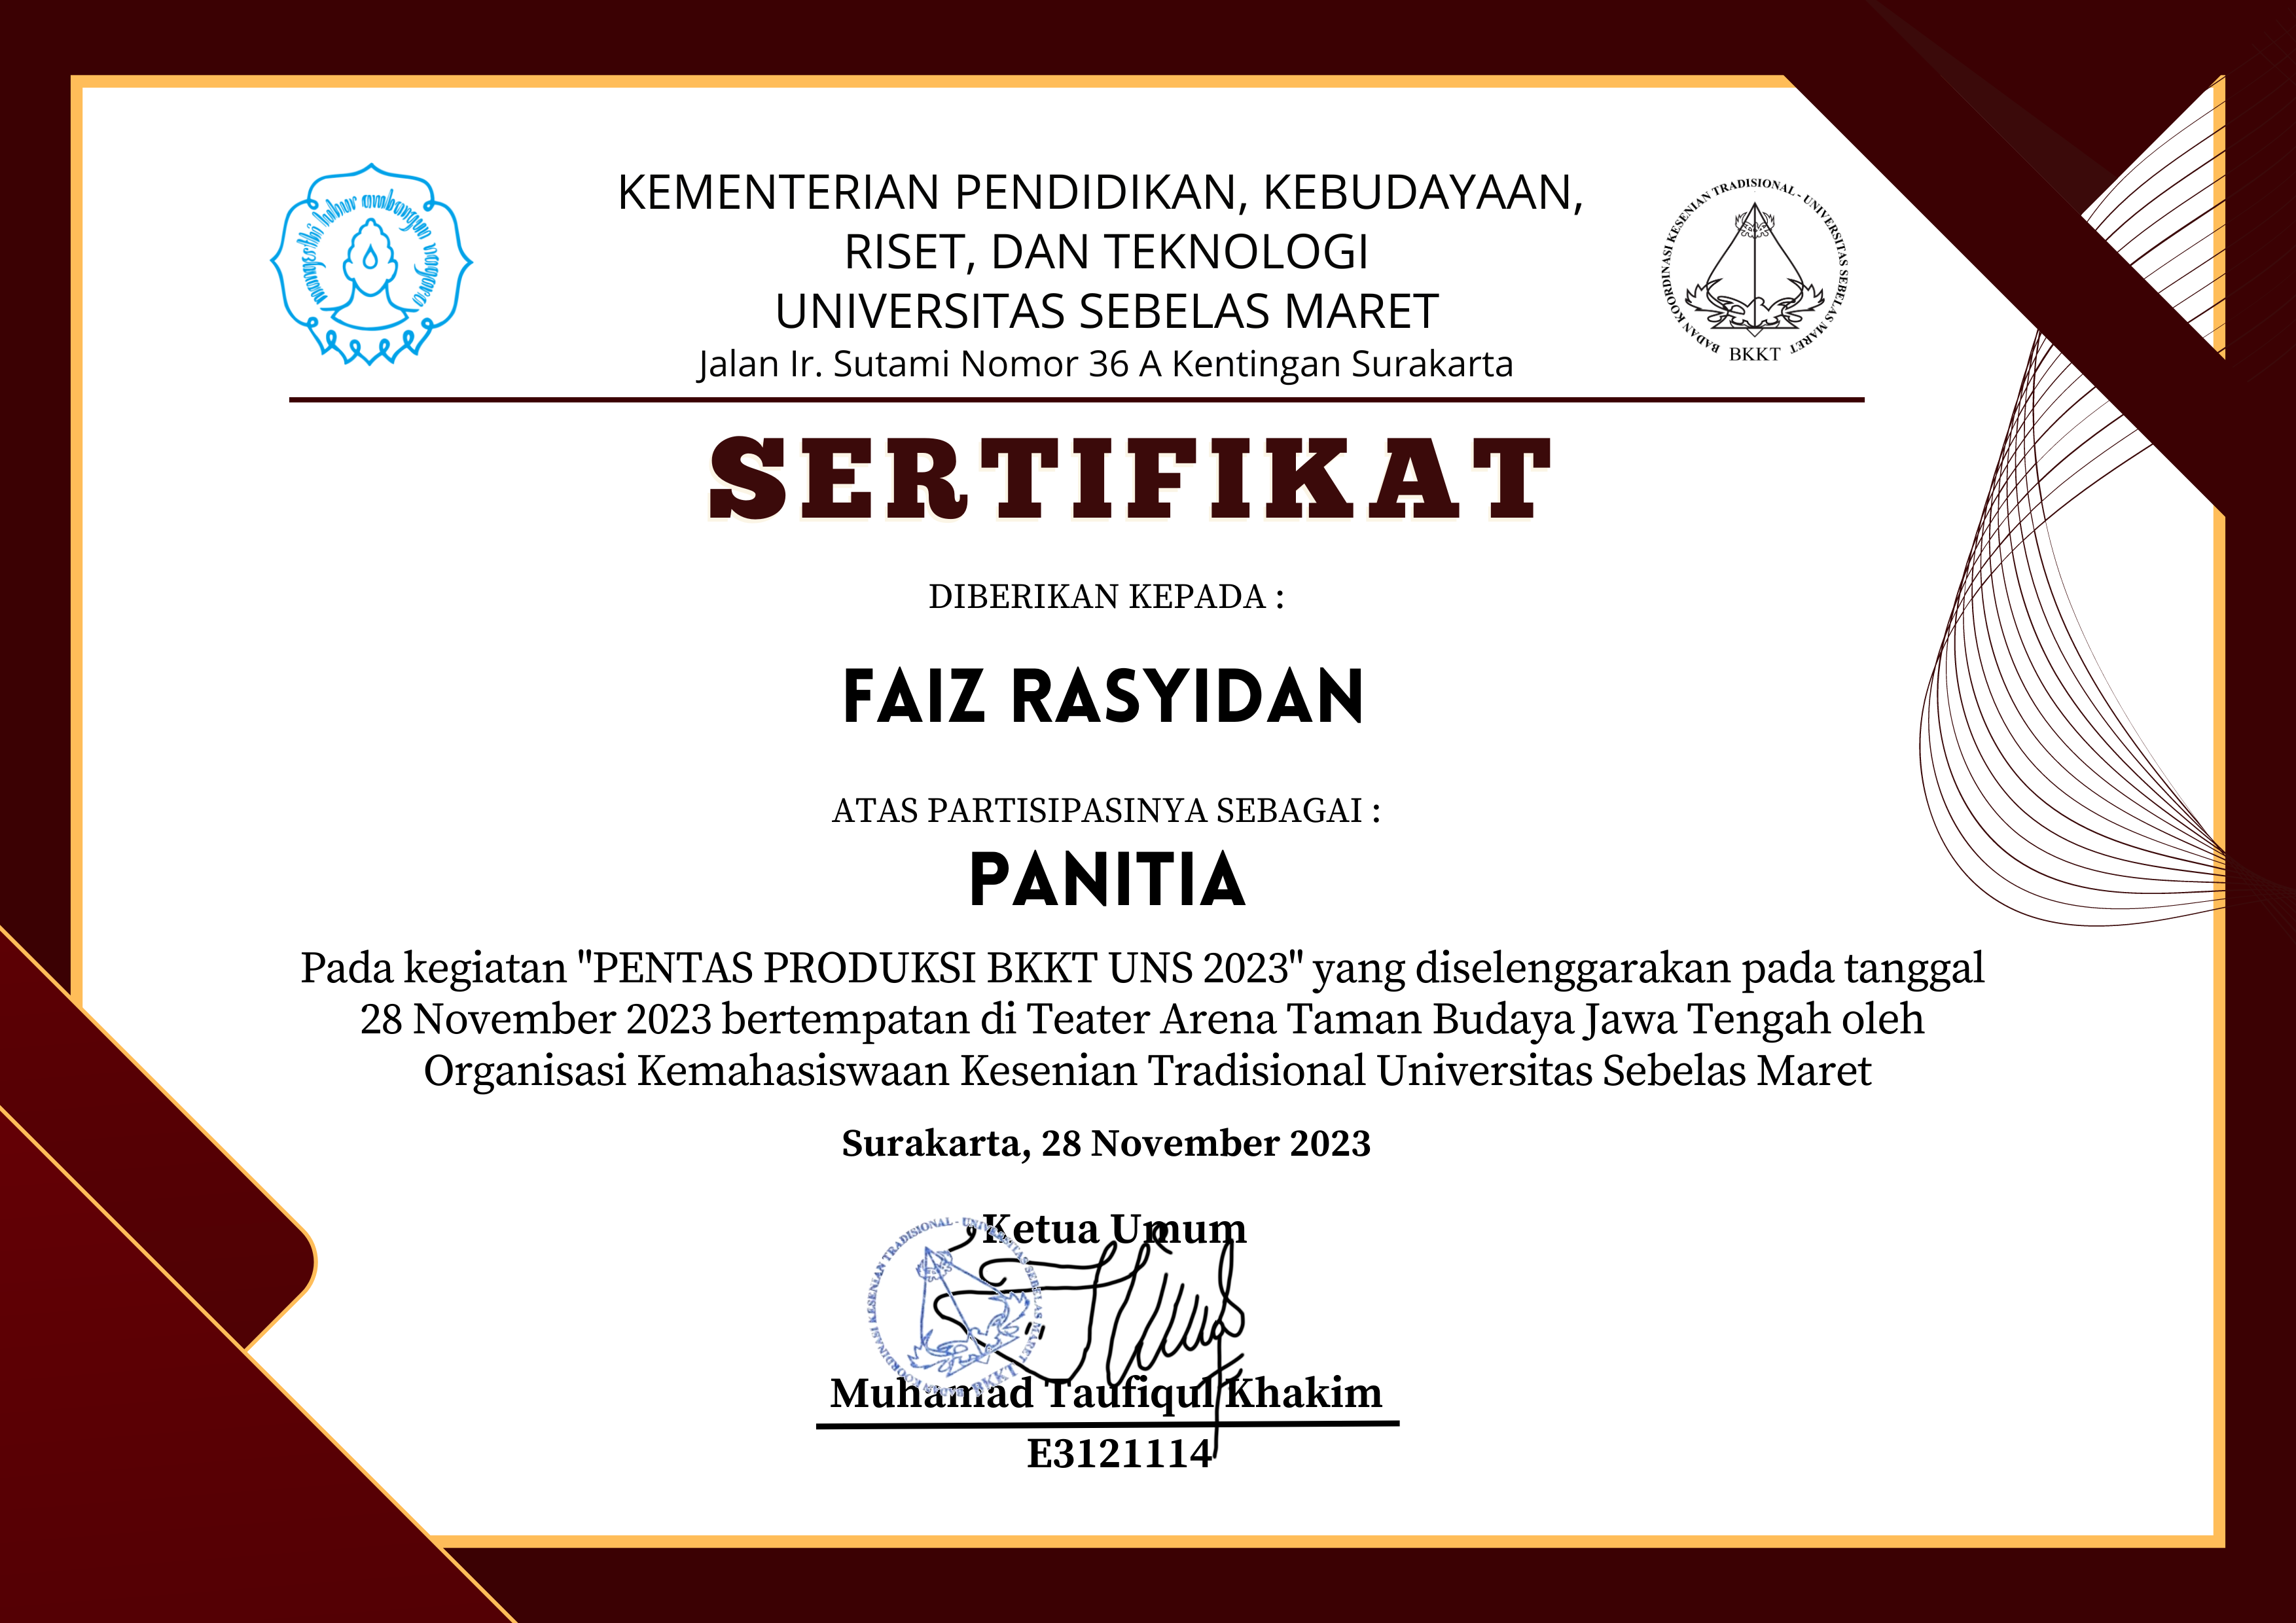 mangesthi luhur ambangun nagara
KEMENTERIAN PENDIDIKAN, KEBUDAYAAN,
RISET, DAN TEKNOLOGI
UNIVERSITAS SEBELAS MARET
Jalan Ir. Sutami Nomor 36 A Kentingan Surakarta
BADAN KOORDINASI KESENIAN TRADISIONAL - UNIVERSITAS SEBELAS MARET
BKKT
SERTIFIKAT
DIBERIKAN KEPADA :
FAIZ RASYIDAN
ATAS PARTISIPASINYA SEBAGAI :
PANITIA
Pada kegiatan "PENTAS PRODUKSI BKKT UNS 2023" yang diselenggarakan pada tanggal
28 November 2023 bertempatan di Teater Arena Taman Budaya Jawa Tengah oleh
Organisasi Kemahasiswaan Kesenian Tradisional Universitas Sebelas Maret
Surakarta, 28 November 2023
Ketua Umum
BADAN KOORDINASI KESENIAN TRADISIONAL - UNIVERSITAS SEBELAS MARET
BKKT
Muhamad Taufiqul Khakim
E3121114